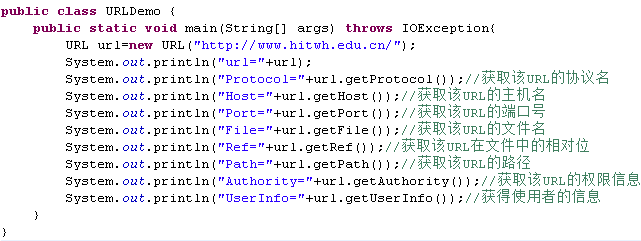 public class URLDemo {
public static void main(String[] args) throws IOException{
URL url=new URL("http://www.hitwh.edu.cn/");
System.out.println("url="+url);
System.out.println("Protocol="+url.getProtocol());//获取该URL的协议名
System.out.println("Host="+url.getHost());//获取该URL的主机名
System.out.println("Port="+url.getPort());//获取该URL的端口号
System.out.println("File="+url.getFile());//获取该URL的文件名
System.out.println("Ref="+url.getRef());//获取该URL在文件中的相对位
System.out.println("Path="+url.getPath());//获取该URL的路径
System.out.println("Authority="+url.getAuthority());//获取该URL的权限信息
System.out.println("UserInfo="+url.getUserInfo());//获得使用者的信息
}
}